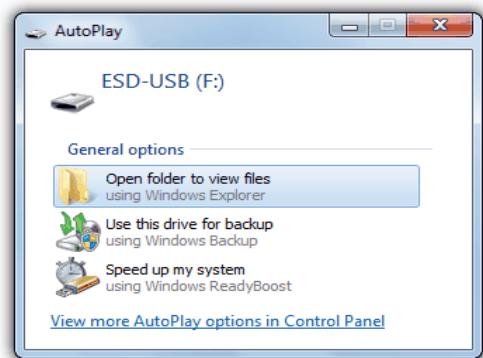 AutoPlay
ESD-USB (F:)
General options
Open folder to view files
using Windows Explorer
Use this drive for backup
using Windows Backup
Speed up my system
using Windows ReadyBoost
View more AutoPlay options in Control Panel